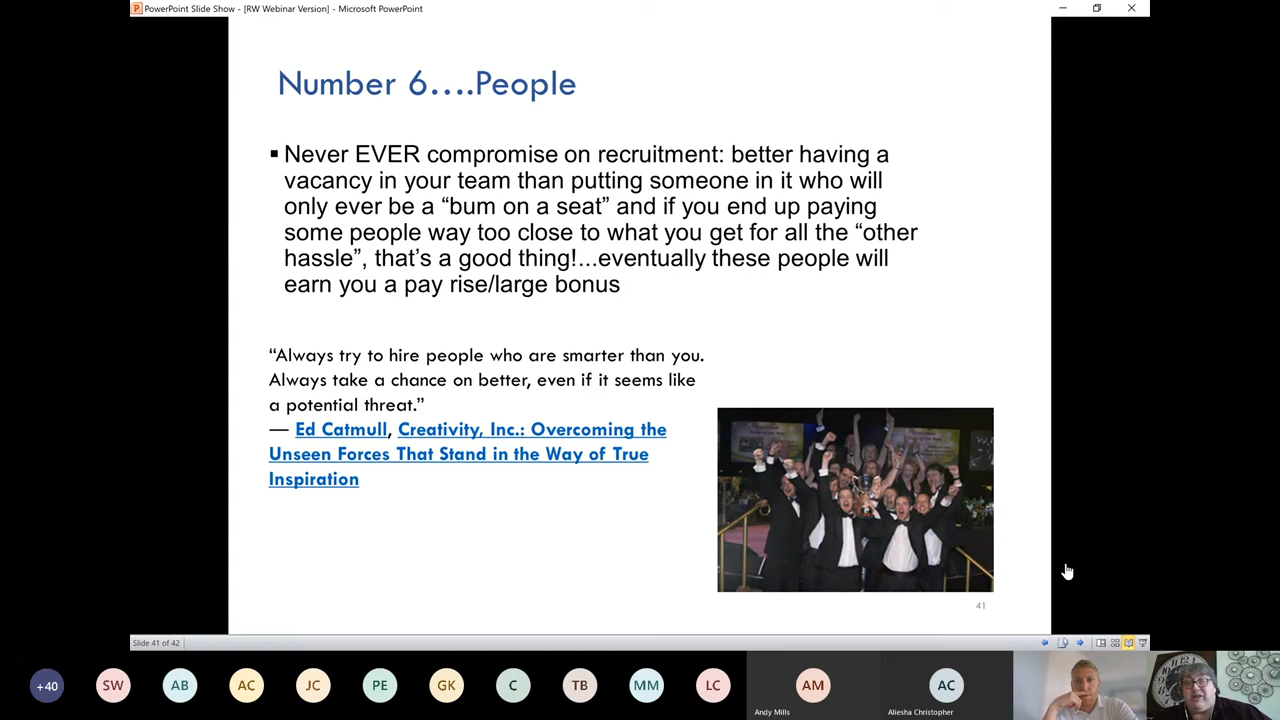 PowerPoint Slide Show - [RW Webinar Version] - Microsoft PowerPoint
Number 6....People
▪ Never EVER compromise on recruitment: better having a
vacancy in your team than putting someone in it who will
only ever be a “bum on a seat” and if you end up paying
some people way too close to what you get for all the “other
hassle”, that’s a good thing!...eventually these people will
earn you a pay rise/large bonus
“Always try to hire people who are smarter than you.
Always take a chance on better, even if it seems like
a potential threat.”
― Ed Catmull, Creativity, Inc.: Overcoming the
Unseen Forces That Stand in the Way of True
Inspiration
41
Slide 41 of 42
+40 SW AB AC JC PE GK C TB MM LC AM AC
Andy Mills Aliesha Christopher